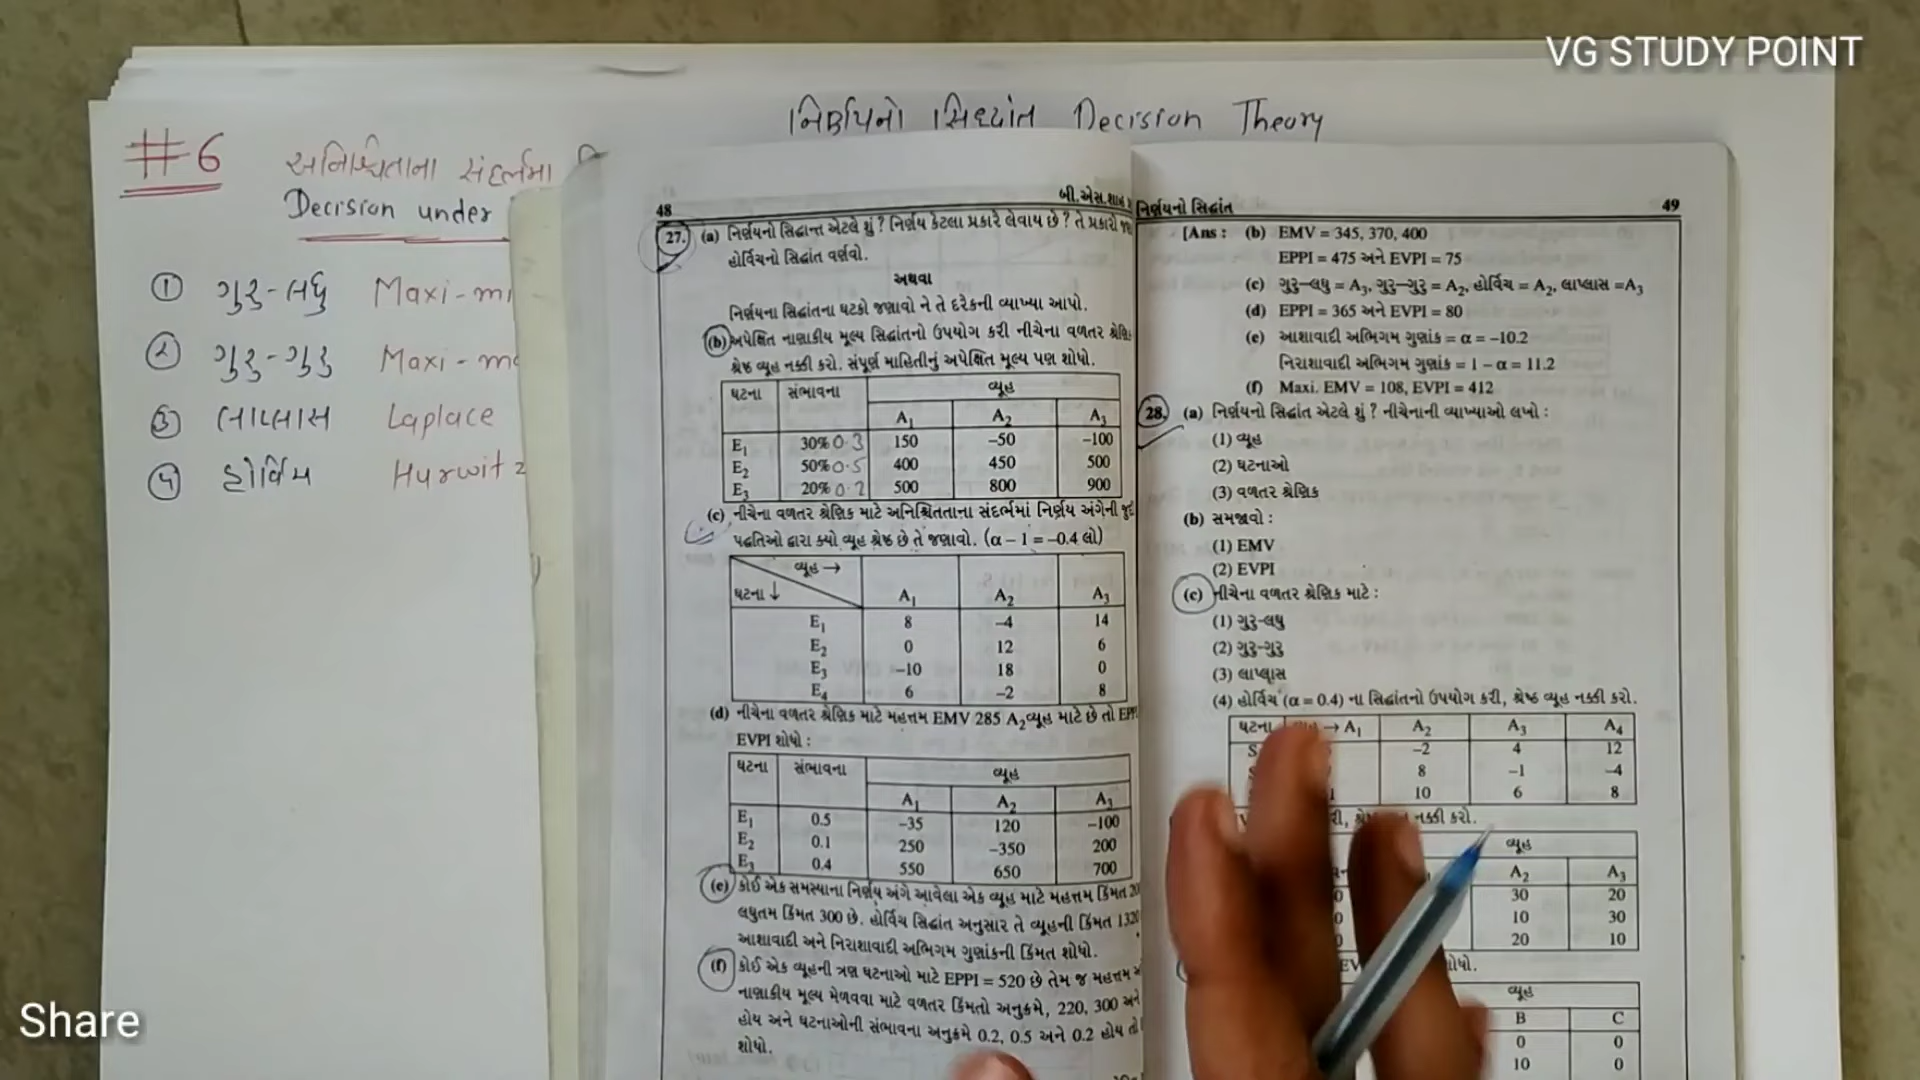 VG STUDY POINT
નિર્ણયનો સિધ્ધાંત Decision Theory
#6
અનિશ્ચિતાના સંદર્ભમા
Decision under
① ગુરુ-લઘુ Maxi-mi
② ગુરુ-ગુરુ Maxi-ma
③ લાપ્લાસ Laplace
④ હોર્વિચ Hurwit
48
બી.એસ.શાહ
27. (a) નિર્ણયનો સિદ્ધાન્ત એટલે શું ? નિર્ણય કેટલા પ્રકારે લેવાય છે ? તે પ્રકારો
હોર્વિચનો સિદ્ધાંત વર્ણવો.
અથવા
નિર્ણયના સિદ્ધાંતના ઘટકો જણાવો ને તે દરેકની વ્યાખ્યા આપો.
(b) અપેક્ષિત નાણાકીય મૂલ્ય સિદ્ધાંતનો ઉપયોગ કરી નીચેના વળતર
શ્રેષ્ઠ વ્યૂહ નક્કી કરો. સંપૂર્ણ માહિતીનું અપેક્ષિત મૂલ્ય પણ શોધો.
ઘટના સંભાવના વ્યૂહ
A1 A2 A3
E1 30% 0.3 150 –50 –100
E2 50% 0.5 400 450 500
E3 20% 0.2 500 800 900
(c) નીચેના વળતર શ્રેણિક માટે અનિશ્ચિતતાના સંદર્ભમાં નિર્ણય અંગેની
પદ્ધતિઓ દ્વારા ક્યો વ્યૂહ શ્રેષ્ઠ છે તે જણાવો. (α – 1 = –0.4 લો)
વ્યૂહ →
ઘટના ↓ A1 A2 A3
E1 8 –4 14
E2 0 12 6
E3 –10 18 0
E4 6 –2 8
(d) નીચેના વળતર શ્રેણિક માટે મહત્તમ EMV 285 A2 વ્યૂહ માટે છે તો
EVPI શોધો :
ઘટના સંભાવના વ્યૂહ
A1 A2 A3
E1 0.5 –35 120 –100
E2 0.1 250 –350 200
E3 0.4 550 650 700
(e) કોઈ એક સમસ્યાના નિર્ણય અંગે આવેલા એક વ્યૂહ માટે મહત્તમ કિંમત
લઘુતમ કિંમત 300 છે. હોર્વિચ સિદ્ધાંત અનુસાર તે વ્યૂહની કિંમત 1320
આશાવાદી અને નિરાશાવાદી અભિગમ ગુણાંકની કિંમત શોધો.
(f) કોઈ એક વ્યૂહની ત્રણ ઘટનાઓ માટે EPPI = 520 છે તેમ જ મહત્તમ
નાણાકીય મૂલ્ય મેળવવા માટે વળતર કિંમતો અનુક્રમે, 220, 300 અને
હોય અને ઘટનાઓની સંભાવના અનુક્રમે 0.2, 0.5 અને 0.2 હોય તો
શોધો.
નિર્ણયનો સિદ્ધાંત 49
[Ans : (b) EMV = 345, 370, 400
EPPI = 475 અને EVPI = 75
(c) ગુરુ–લઘુ = A3, ગુરુ–ગુરુ = A2, હોર્વિચ = A2, લાપ્લાસ =A3
(d) EPPI = 365 અને EVPI = 80
(e) આશાવાદી અભિગમ ગુણાંક = α = –10.2
નિરાશાવાદી અભિગમ ગુણાંક = 1 – α = 11.2
(f) Maxi. EMV = 108, EVPI = 412
28. (a) નિર્ણયનો સિદ્ધાંત એટલે શું ? નીચેનાની વ્યાખ્યાઓ લખો :
(1) વ્યૂહ
(2) ઘટનાઓ
(3) વળતર શ્રેણિક
(b) સમજાવો :
(1) EMV
(2) EVPI
(c) નીચેના વળતર શ્રેણિક માટે :
(1) ગુરુ-લઘુ
(2) ગુરુ-ગુરુ
(3) લાપ્લાસ
(4) હોર્વિચ (α = 0.4) ના સિદ્ધાંતનો ઉપયોગ કરી, શ્રેષ્ઠ વ્યૂહ નક્કી કરો.
ઘટના → A1 A2 A3 A4
–2 4 12
8 –1 –4
10 6 8
નક્કી કરો.
વ્યૂહ
A2 A3
30 20
10 30
20 10
શોધો.
વ્યૂહ
B C
0 0
10 0
Share